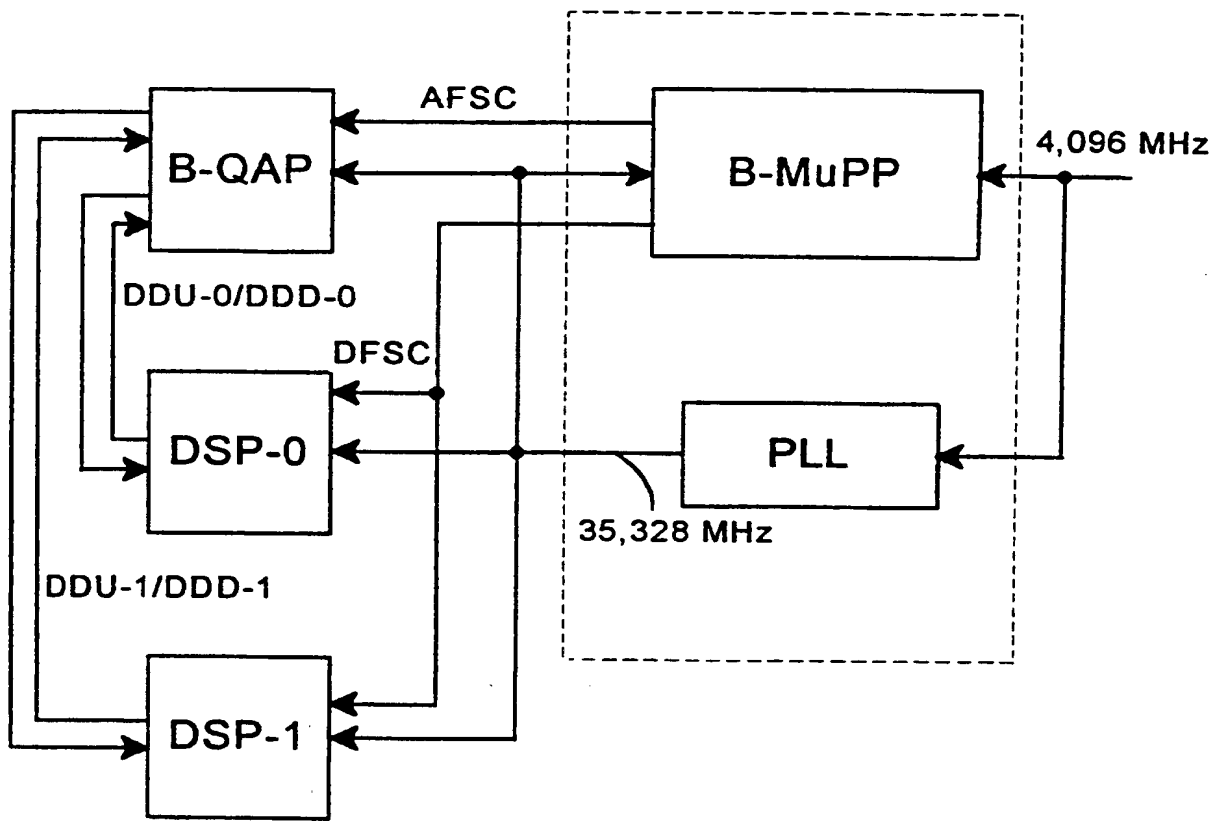 AFSC
4,096 MHz
B-QAP
B-MuPP
DDU-0/DDD-0
DFSC
DSP-0
PLL
35,328 MHz
DDU-1/DDD-1
DSP-1